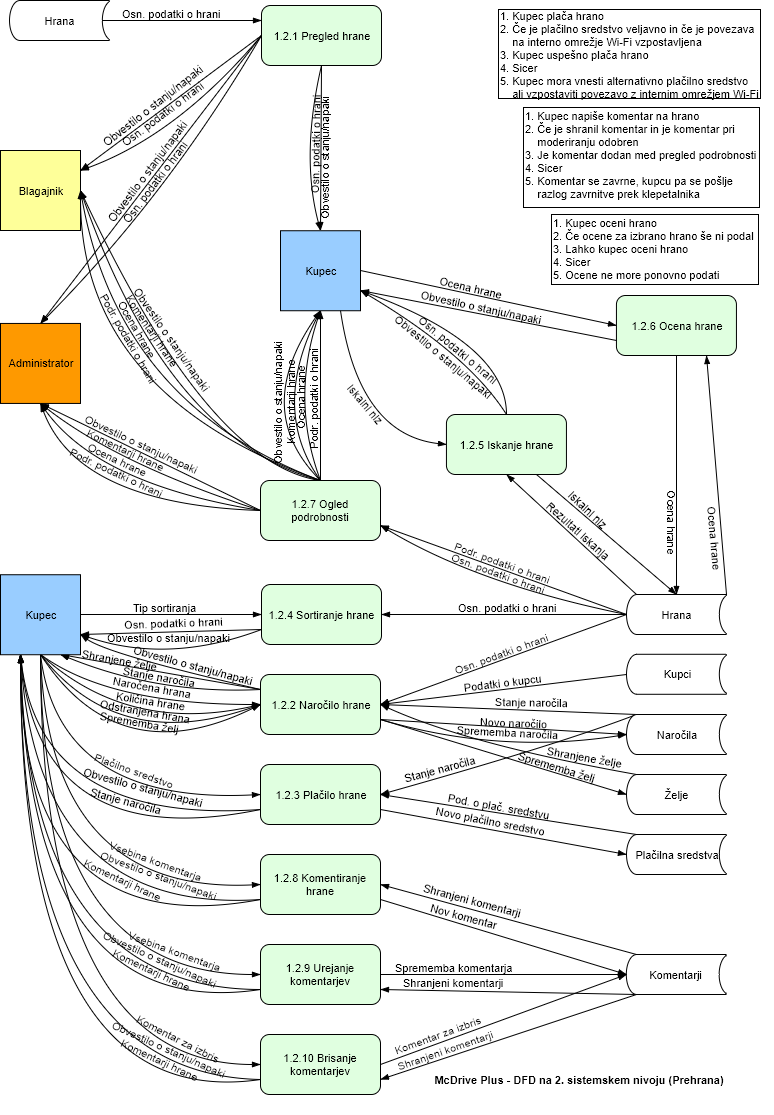 Hrana
Osn. podatki o hrani
1.2.1 Pregled hrane
1. Kupec plača hrano
2. Če je plačilno sredstvo veljavno in če je povezava
na interno omrežje Wi-Fi vzpostavljena
3. Kupec uspešno plača hrano
4. Sicer
5. Kupec mora vnesti alternativno plačilno sredstvo
ali vzpostaviti povezavo z internim omrežjem Wi-Fi
Obvestilo o stanju/napaki
Osn. podatki o hrani
Obvestilo o stanju/napaki
Osn. podatki o hrani
Osn. podatki o hrani
Obvestilo o stanju/napaki
1. Kupec napiše komentar na hrano
2. Če je shranil komentar in je komentar pri
moderiranju odobren
3. Je komentar dodan med pregled podrobnosti
4. Sicer
5. Komentar se zavrne, kupcu pa se pošlje
razlog zavrnitve prek klepetalnika
Blagajnik
1. Kupec oceni hrano
2. Če ocene za izbrano hrano še ni podal
3. Lahko kupec oceni hrano
4. Sicer
5. Ocene ne more ponovno podati
Kupec
Ocena hrane
Obvestilo o stanju/napaki
1.2.6 Ocena hrane
Obvestilo o stanju/napaki
Komentarji hrane
Ocena hrane
Podr. podatki o hrani
Osn. podatki o hrani
Obvestilo o stanju/napaki
Administrator
Obvestilo o stanju/napaki
Komentarji hrane
Ocena hrane
Podr. podatki o hrani
Iskalni niz
1.2.5 Iskanje hrane
Obvestilo o stanju/napaki
Komentarji hrane
Ocena hrane
Podr. podatki o hrani
1.2.7 Ogled
podrobnosti
Iskalni niz
Rezultati iskanja
Ocena hrane
Ocena hrane
Podr. podatki o hrani
Osn. podatki o hrani
Kupec
Tip sortiranja
Osn. podatki o hrani
Obvestilo o stanju/napaki
1.2.4 Sortiranje hrane
Osn. podatki o hrani
Hrana
Obvestilo o stanju/napaki
Shranjene želje
Stanje naročila
Naročena hrana
Količina hrane
Odstranjena hrana
Sprememba želj
1.2.2 Naročilo hrane
Osn. podatki o hrani
Podatki o kupcu
Kupci
Stanje naročila
Novo naročilo
Sprememba naročila
Naročila
Shranjene želje
Sprememba želj
Stanje naročila
Želje
Plačilno sredstvo
Obvestilo o stanju/napaki
Stanje naročila
1.2.3 Plačilo hrane
Pod. o plač. sredstvu
Novo plačilno sredstvo
Plačilna sredstva
Vsebina komentarja
Obvestilo o stanju/napaki
Komentarji hrane
1.2.8 Komentiranje
hrane
Shranjeni komentarji
Nov komentar
Vsebina komentarja
Obvestilo o stanju/napaki
Komentarji hrane
1.2.9 Urejanje
komentarjev
Sprememba komentarja
Shranjeni komentarji
Komentarji
Komentar za izbris
Obvestilo o stanju/napaki
Komentarji hrane
1.2.10 Brisanje
komentarjev
Komentar za izbris
Shranjeni komentarji
McDrive Plus - DFD na 2. sistemskem nivoju (Prehrana)